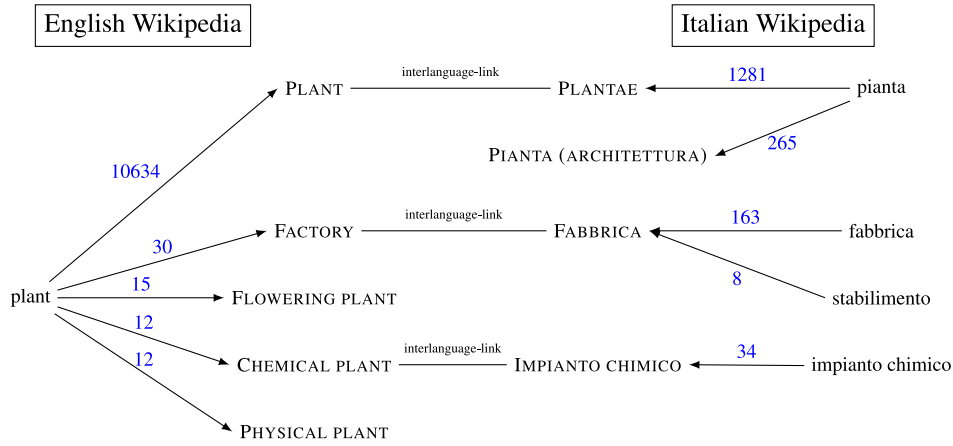 English Wikipedia
Italian Wikipedia
PLANT
interlanguage-link
PLANTAE
1281
pianta
PIANTA (ARCHITETTURA)
265
10634
FACTORY
interlanguage-link
FABBRICA
163
fabbrica
30
8
plant
15
FLOWERING PLANT
stabilimento
12
CHEMICAL PLANT
interlanguage-link
IMPIANTO CHIMICO
34
impianto chimico
12
PHYSICAL PLANT